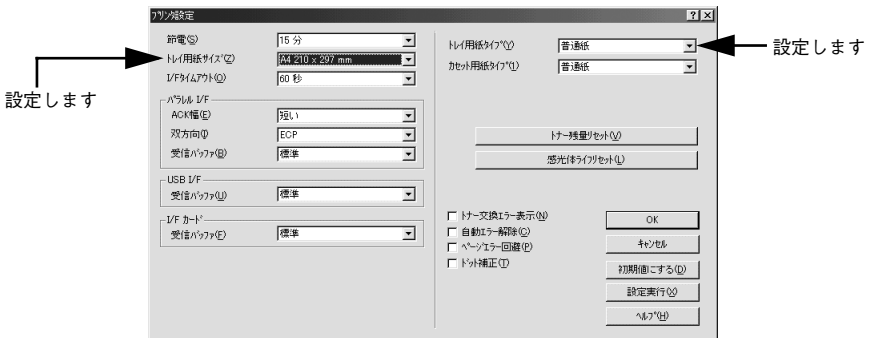 プリンタ設定
節電(S) 15 分
トレイ用紙サイズ(Z) A4 210 x 297 mm
I/Fタイムアウト(O) 60 秒
パラレル I/F
ACK幅(E) 短い
双方向(I) ECP
受信バッファ(B) 標準
USB I/F
受信バッファ(U) 標準
I/F カード
受信バッファ(F) 標準
設定します
トレイ用紙タイプ(Y) 普通紙
カセット用紙タイプ(1) 普通紙
設定します
トナー残量リセット(V)
感光体ライフリセット(L)
トナー交換エラー表示(N)
自動エラー解除(C)
ページエラー回避(P)
ドット補正(T)
OK
キャンセル
初期値にする(D)
設定実行(X)
ヘルプ(H)